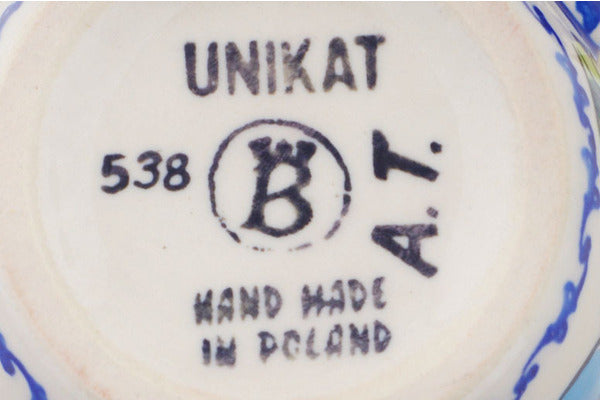 UNIKAT
538
B
A.T.
HAND MADE
IN POLAND